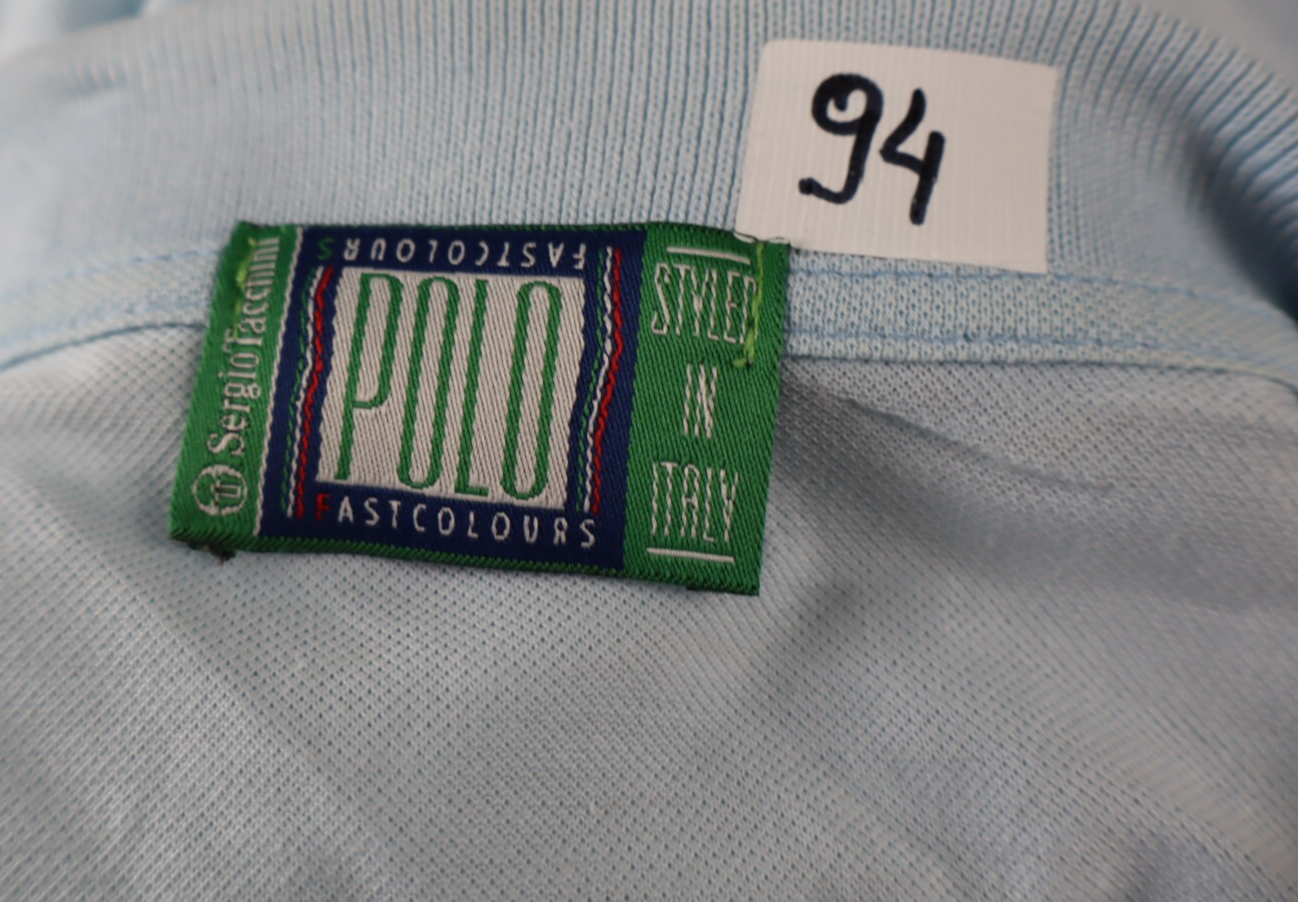 94
SergioTacchini
FASTCOLOURS
POLO
FASTCOLOURS
STYLED
IN
ITALY